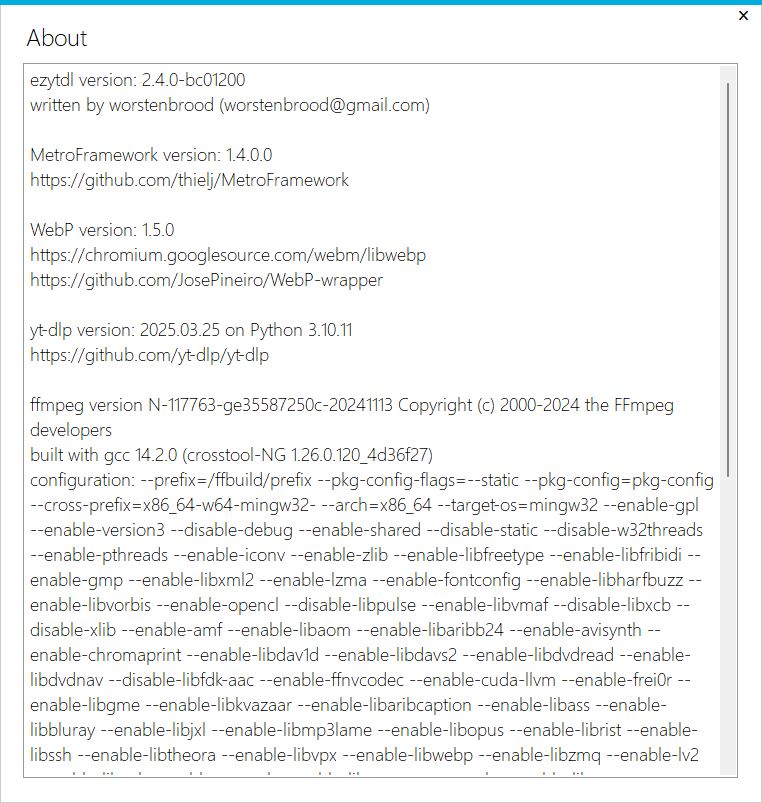 About
ezytdl version: 2.4.0-bc01200
written by worstenbrood (worstenbrood@gmail.com)
MetroFramework version: 1.4.0.0
https://github.com/thielj/MetroFramework
WebP version: 1.5.0
https://chromium.googlesource.com/webm/libwebp
https://github.com/JosePineiro/WebP-wrapper
yt-dlp version: 2025.03.25 on Python 3.10.11
https://github.com/yt-dlp/yt-dlp
ffmpeg version N-117763-ge35587250c-20241113 Copyright (c) 2000-2024 the FFmpeg
developers
built with gcc 14.2.0 (crosstool-NG 1.26.0.120_4d36f27)
configuration: --prefix=/ffbuild/prefix --pkg-config-flags=--static --pkg-config=pkg-config
--cross-prefix=x86_64-w64-mingw32- --arch=x86_64 --target-os=mingw32 --enable-gpl
--enable-version3 --disable-debug --enable-shared --disable-static --disable-w32threads
--enable-pthreads --enable-iconv --enable-zlib --enable-libfreetype --enable-libfribidi --
enable-gmp --enable-libxml2 --enable-lzma --enable-fontconfig --enable-libharfbuzz --
enable-libvorbis --enable-opencl --disable-libpulse --enable-libvmaf --disable-libxcb --
disable-xlib --enable-amf --enable-libaom --enable-libaribb24 --enable-avisynth --
enable-chromaprint --enable-libdav1d --enable-libdavs2 --enable-libdvdread --enable-
libdvdnav --disable-libfdk-aac --enable-ffnvcodec --enable-cuda-llvm --enable-frei0r --
enable-libgme --enable-libkvazaar --enable-libaribcaption --enable-libass --enable-
libbluray --enable-libjxl --enable-libmp3lame --enable-libopus --enable-librist --enable-
libssh --enable-libtheora --enable-libvpx --enable-libwebp --enable-libzmq --enable-lv2